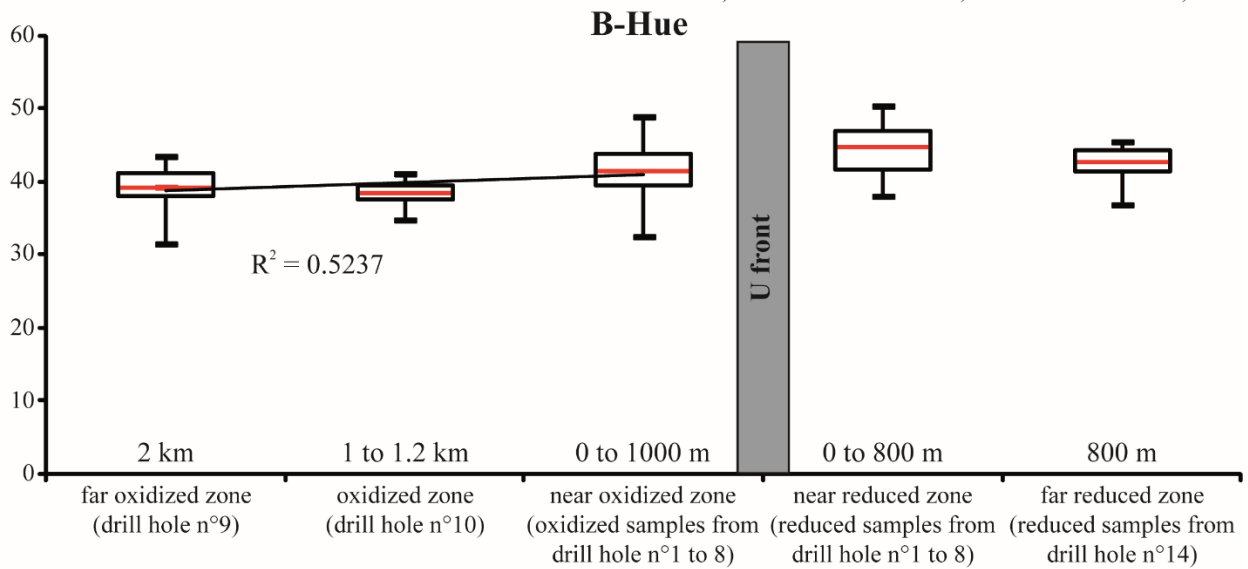 B-Hue
60
50
40
30
20
10
0
R² = 0.5237
U front
2 km
1 to 1.2 km
0 to 1000 m
0 to 800 m
800 m
far oxidized zone
(drill hole n°9)
oxidized zone
(drill hole n°10)
near oxidized zone
(oxidized samples from
drill hole n°1 to 8)
near reduced zone
(reduced samples from
drill hole n°1 to 8)
far reduced zone
(reduced samples from
drill hole n°14)